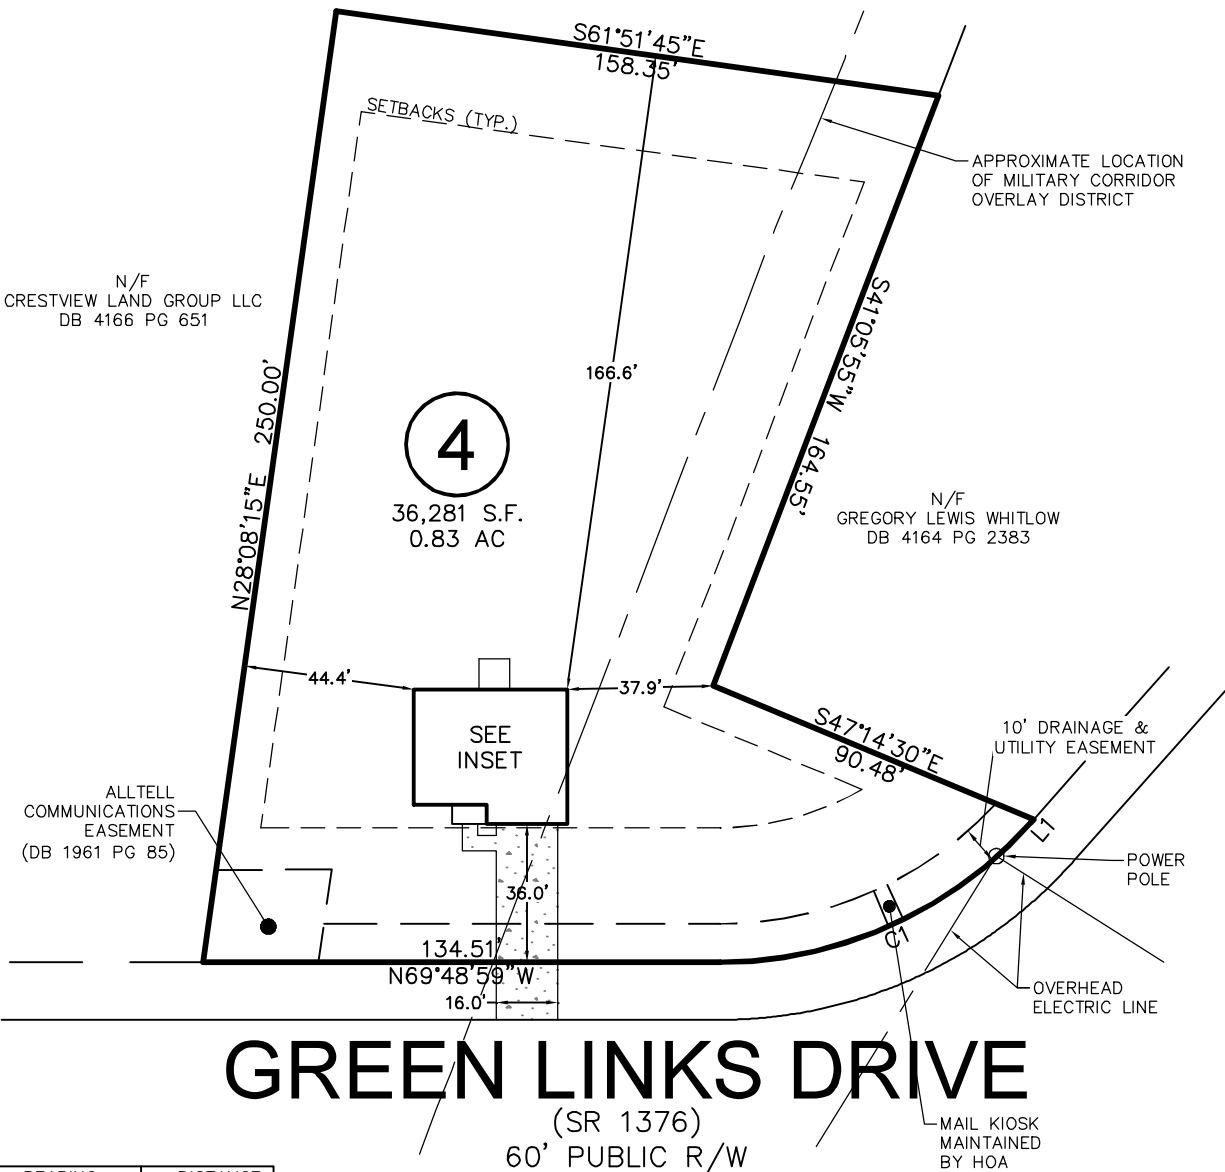 S61°51'45"E
158.35'
SETBACKS (TYP.)
APPROXIMATE LOCATION
OF MILITARY CORRIDOR
OVERLAY DISTRICT
N/F
CRESTVIEW LAND GROUP LLC
DB 4166 PG 651
N28°08'15"E 250.00'
166.6'
S41°05'55"W 164.55'
4
36,281 S.F.
0.83 AC
N/F
GREGORY LEWIS WHITLOW
DB 4164 PG 2383
44.4'
37.9'
SEE
INSET
S47°14'30"E
90.48'
10' DRAINAGE &
UTILITY EASEMENT
ALLTELL
COMMUNICATIONS
EASEMENT
(DB 1961 PG 85)
L1
POWER
POLE
36.0'
C1
134.51'
N69°48'59"W
16.0'
OVERHEAD
ELECTRIC LINE
GREEN LINKS DRIVE
(SR 1376)
60' PUBLIC R/W
MAIL KIOSK
MAINTAINED
BY HOA
BEARING DISTANCE